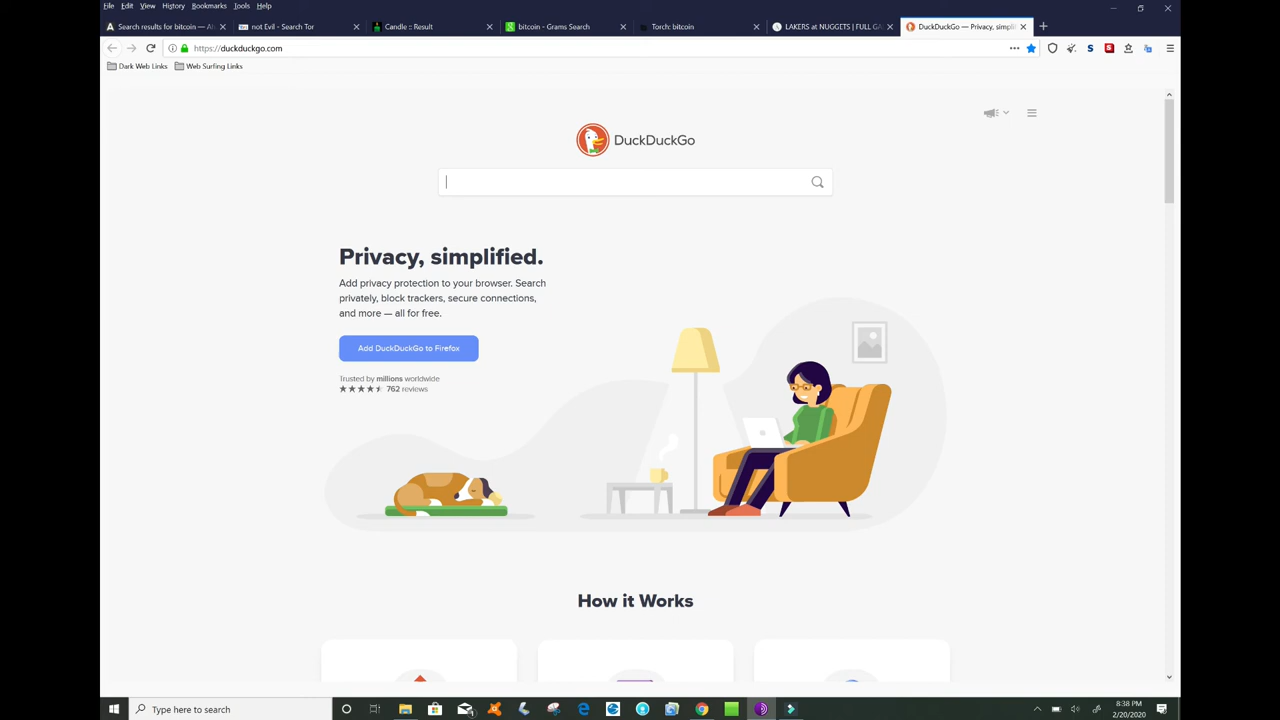 File Edit View History Bookmarks Tools Help
Search results for bitcoin — Ah
not Evil - Search Tor
Candle :: Result
bitcoin - Grams Search
Torch: bitcoin
LAKERS at NUGGETS | FULL GA
DuckDuckGo — Privacy, simplifi
https://duckduckgo.com
Dark Web Links Web Surfing Links
DuckDuckGo
Privacy, simplified.
Add privacy protection to your browser. Search
privately, block trackers, secure connections,
and more — all for free.
Add DuckDuckGo to Firefox
Trusted by millions worldwide
762 reviews
How it Works
Type here to search
8:38 PM
2/20/2020